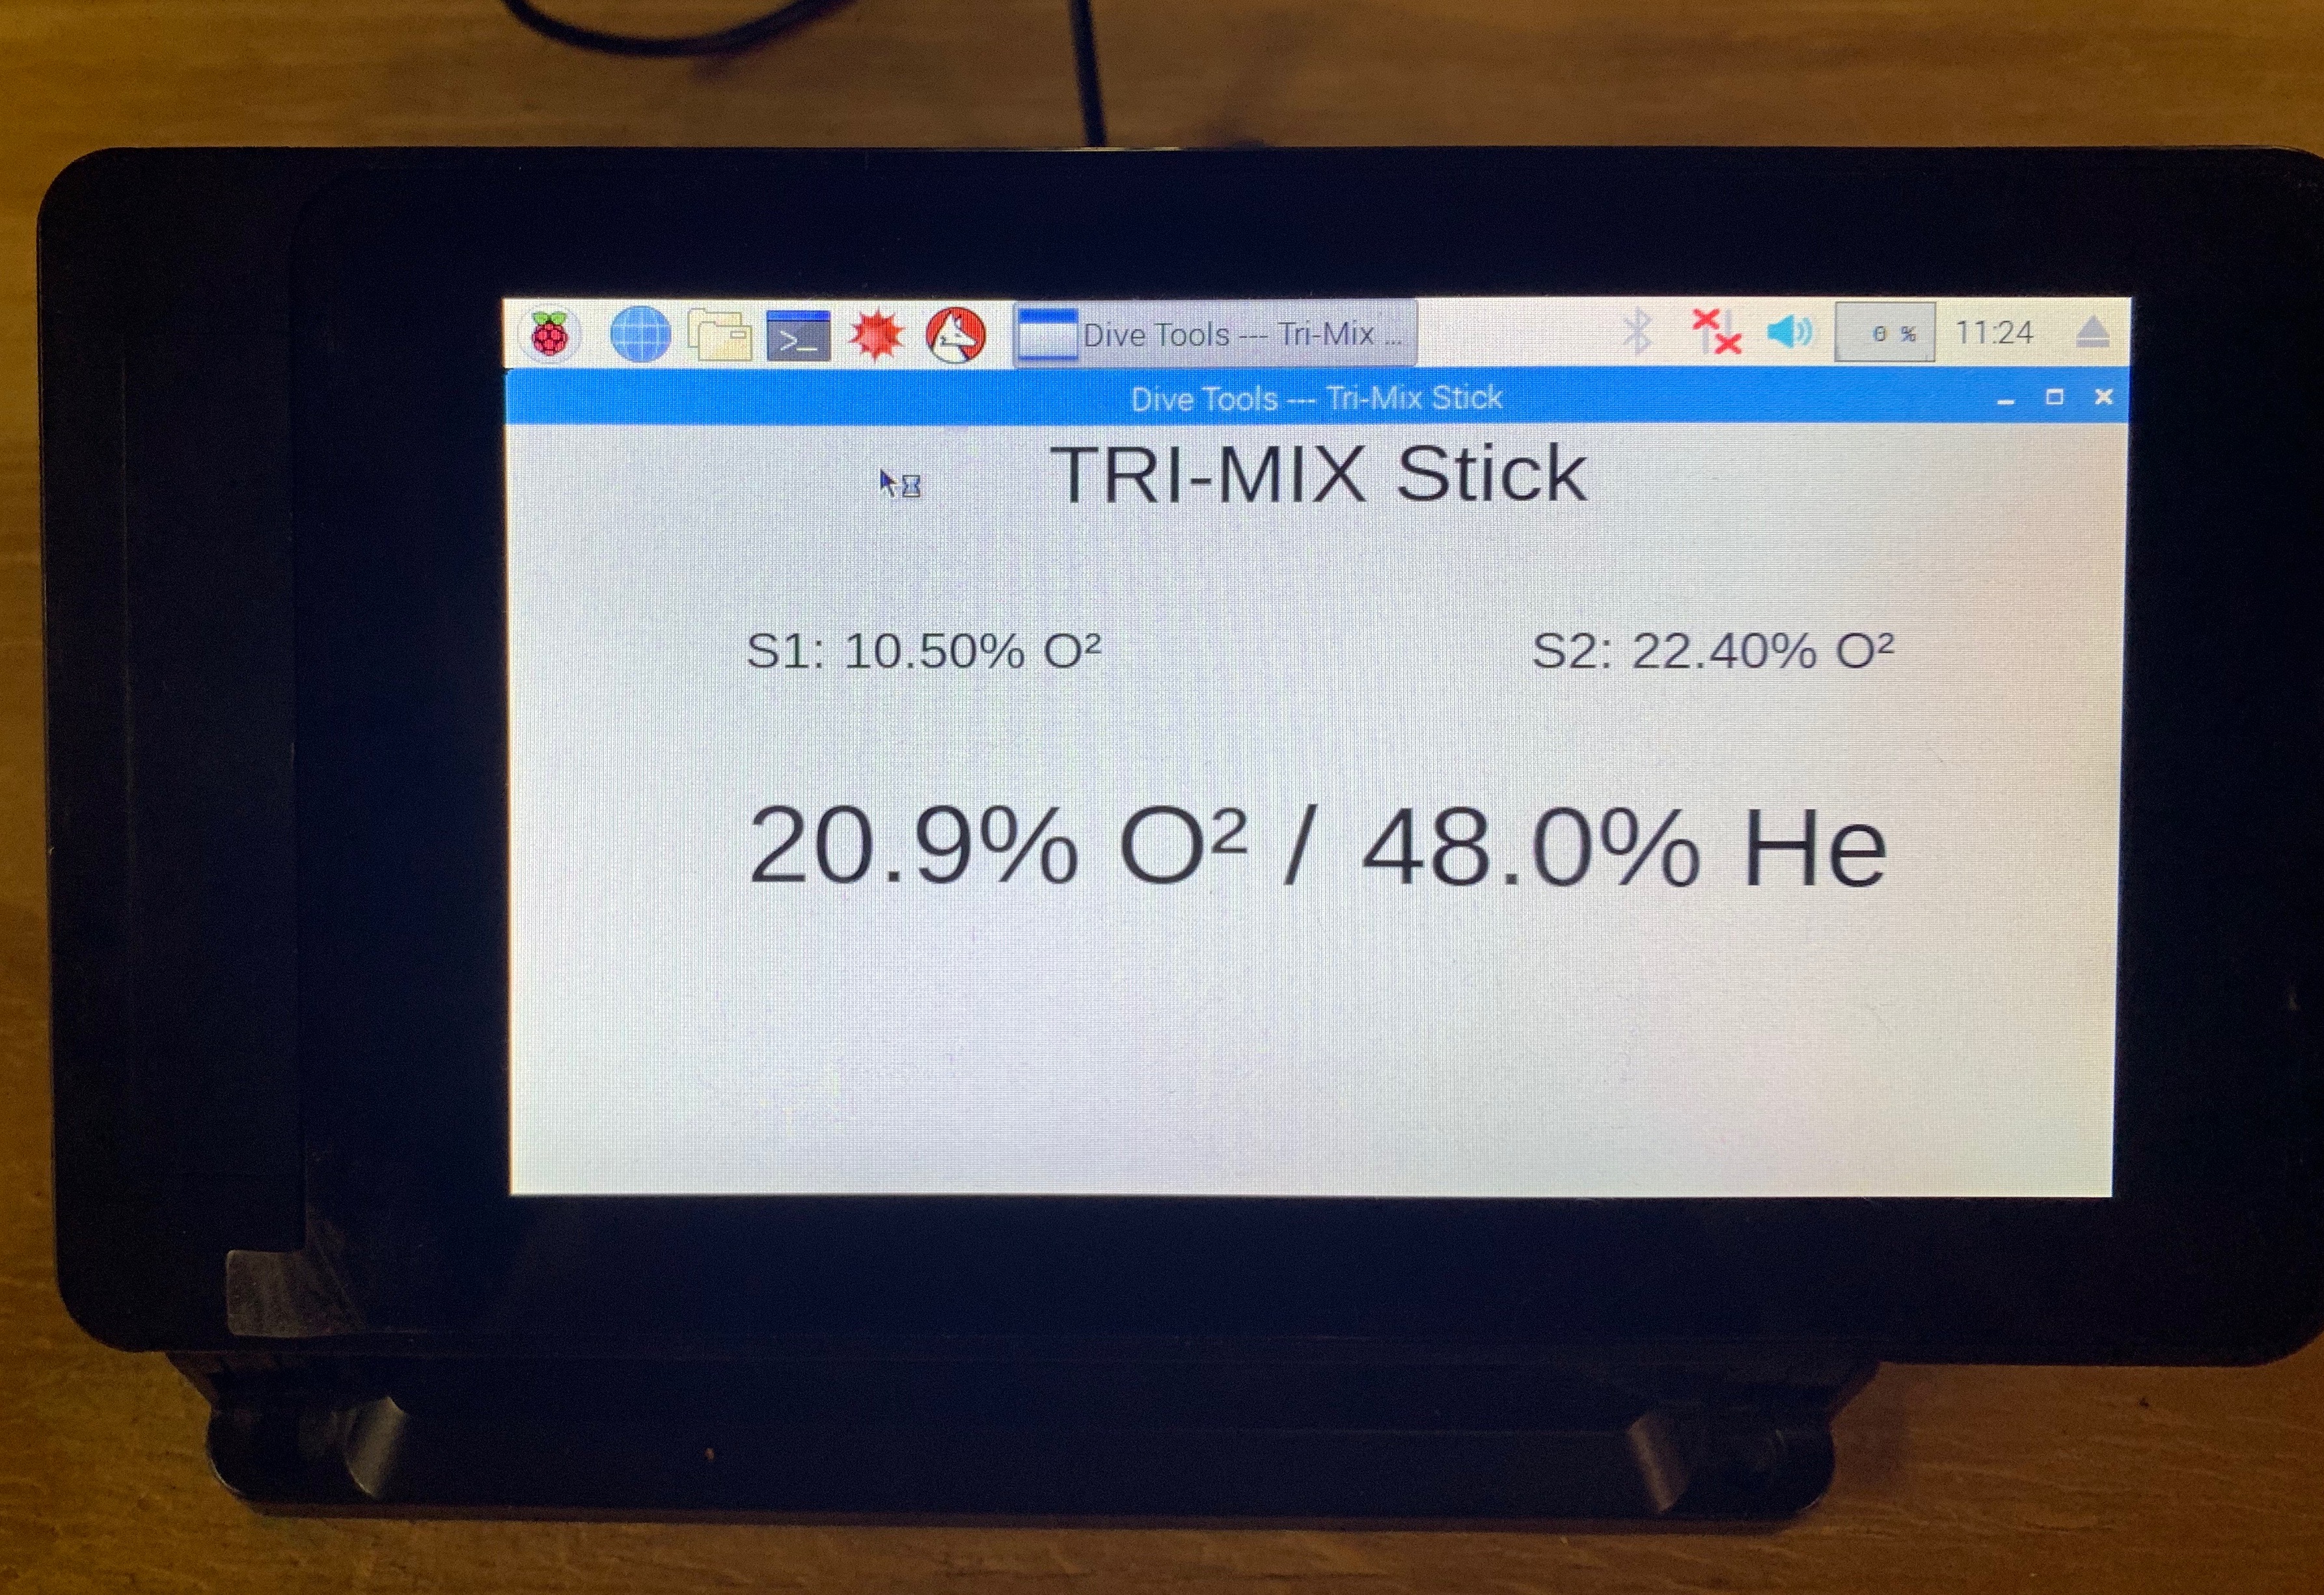 Dive Tools --- Tri-Mix ...
0 %
11:24
Dive Tools --- Tri-Mix Stick
TRI-MIX Stick
S1: 10.50% O²
S2: 22.40% O²
20.9% O² / 48.0% He